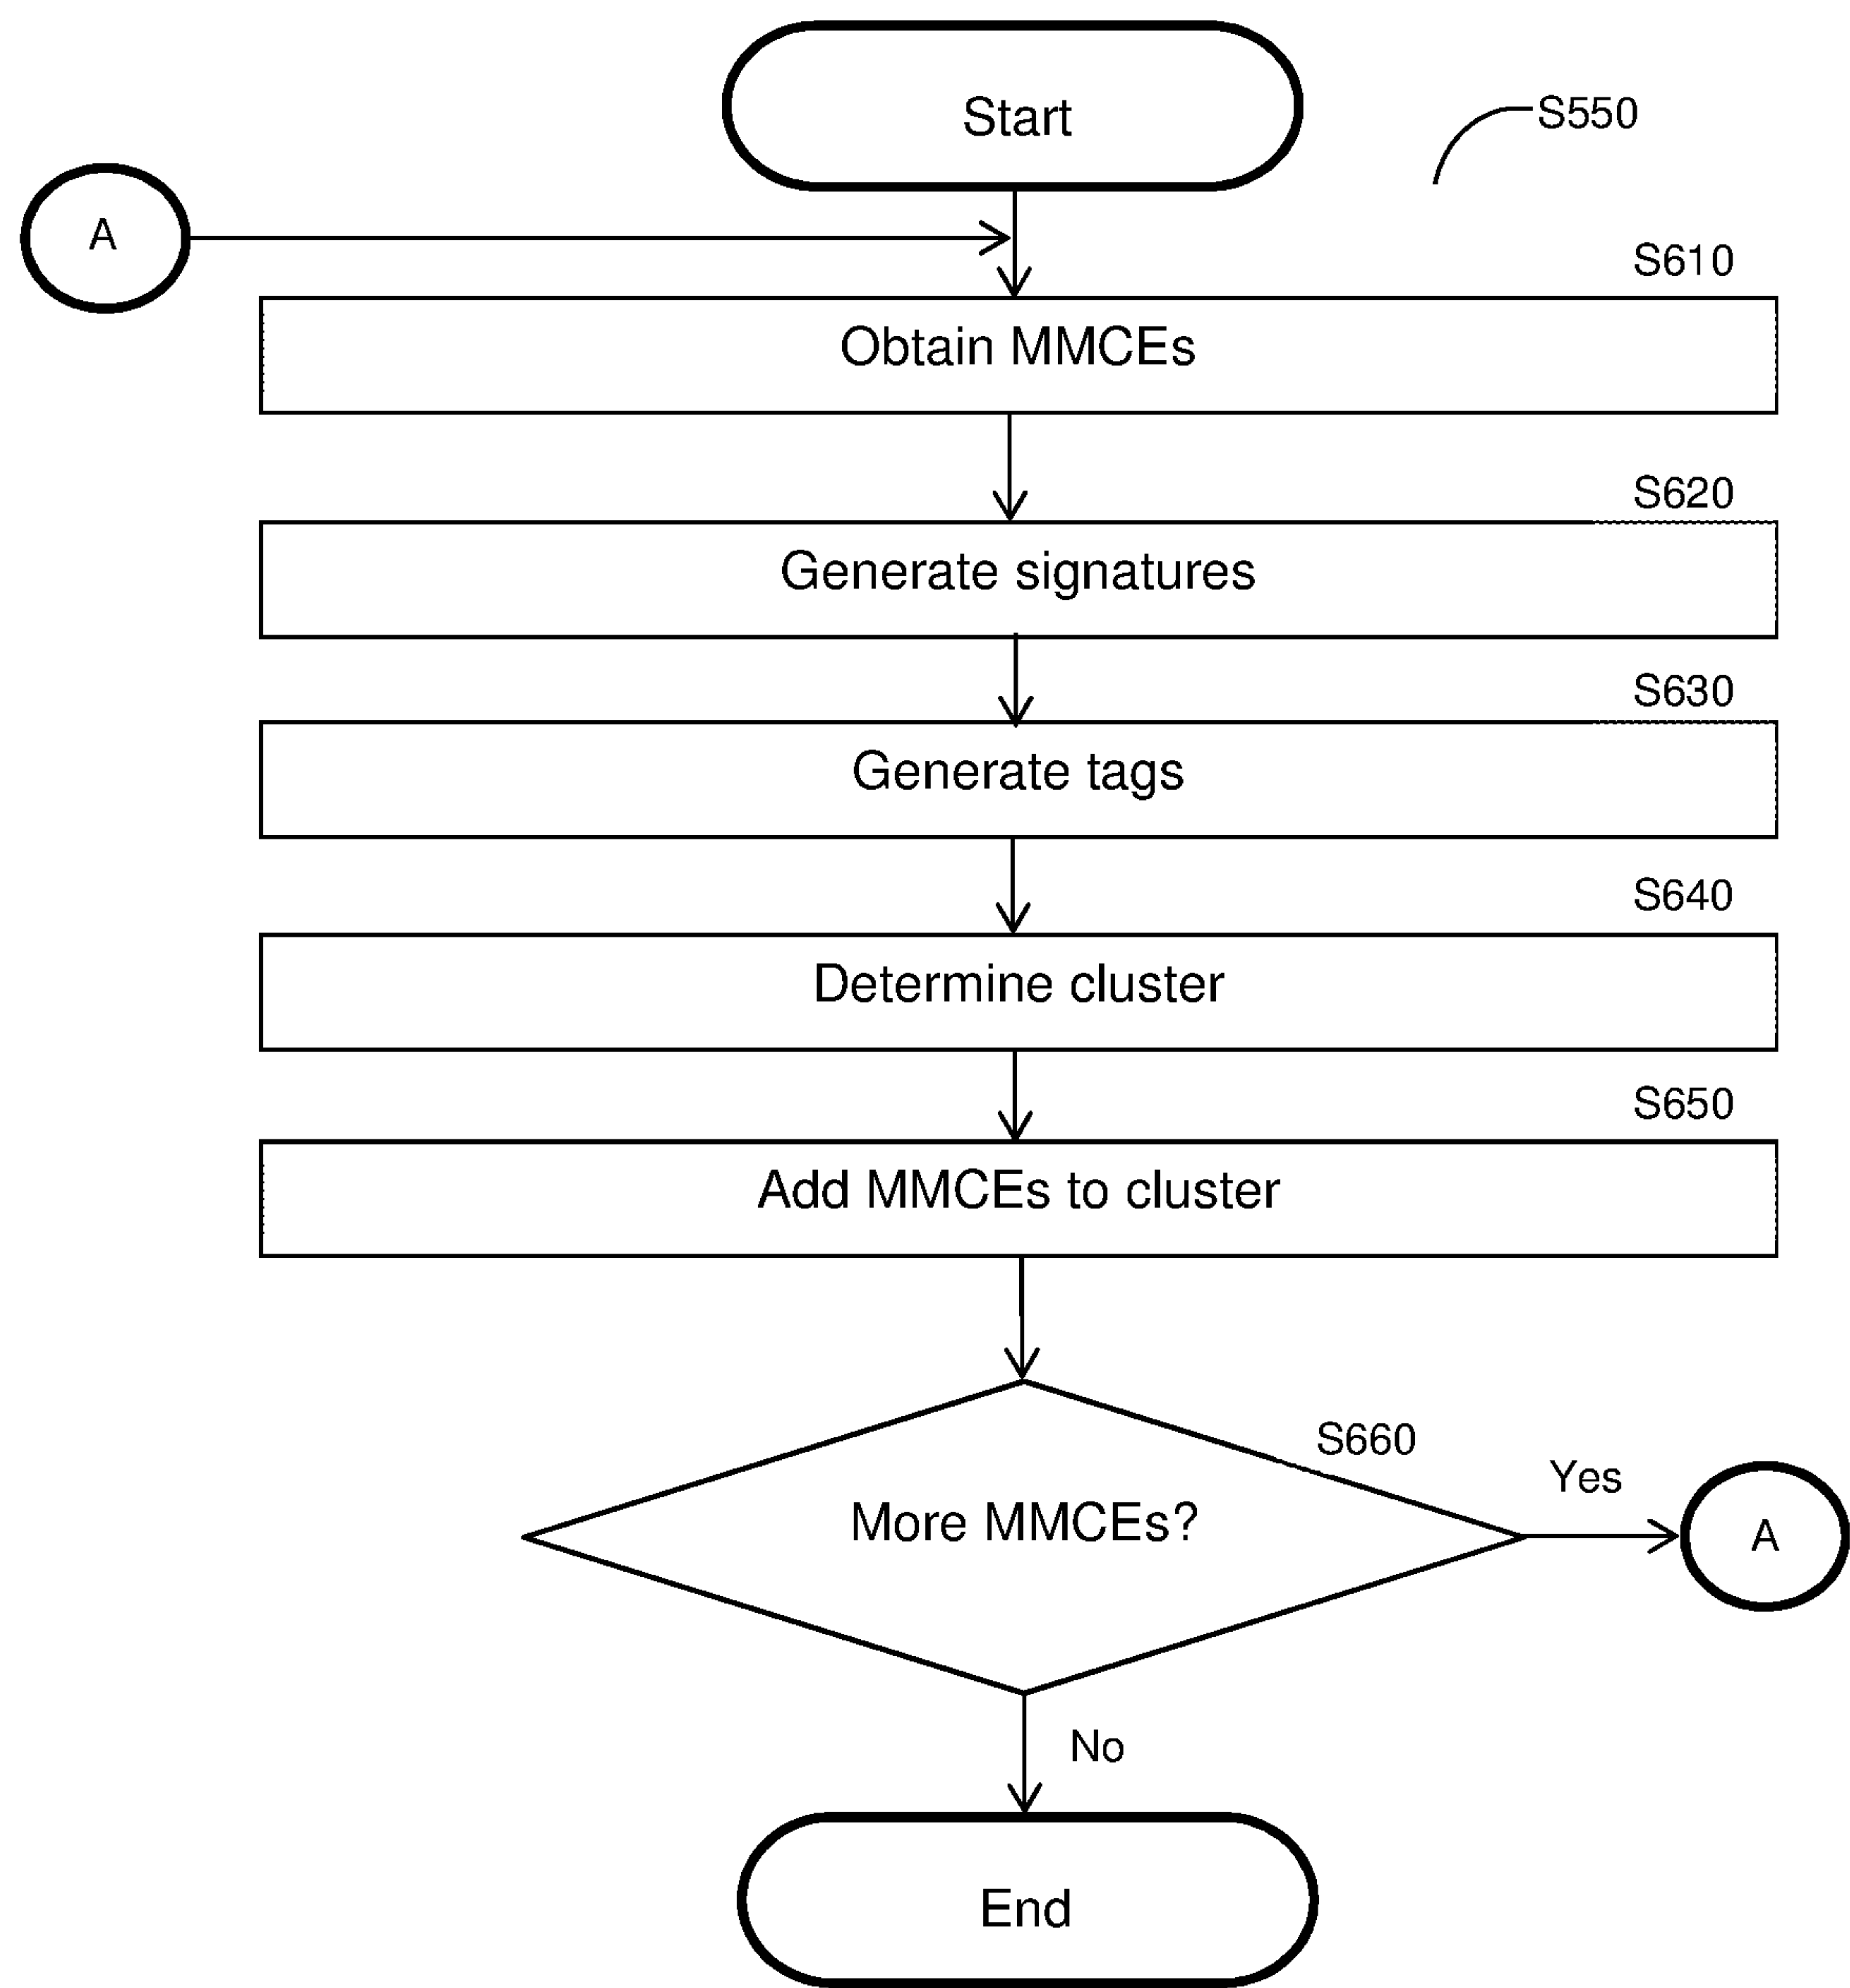 Start
S550
A
S610
Obtain MMCEs
S620
Generate signatures
S630
Generate tags
S640
Determine cluster
S650
Add MMCEs to cluster
S660
Yes
More MMCEs?
A
No
End